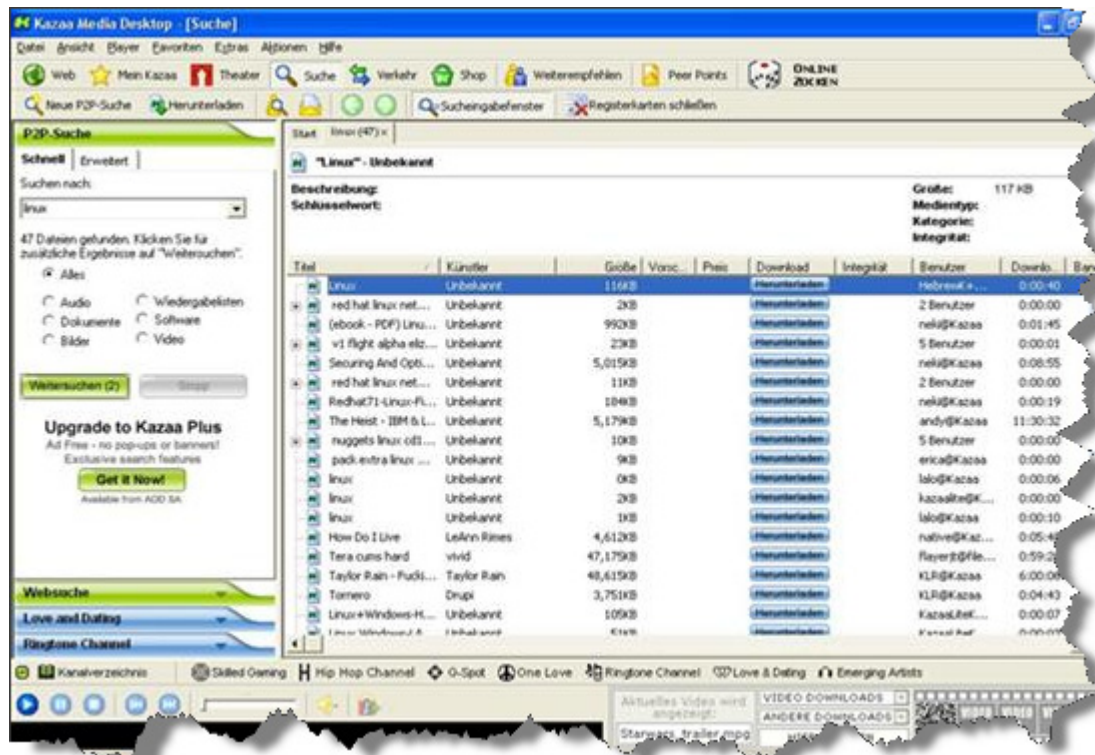 Kazaa Media Desktop - [Suche]
Datei Ansicht Player Favoriten Extras Aktionen Hilfe
Web Mein Kazaa Theater Suche Verkehr Shop Weiterempfehlen Peer Points ONLINE ZOCKEN
Neue P2P-Suche Herunterladen Sucheingabefenster Registerkarten schließen
P2P-Suche
Schnell Erweitert
Suchen nach:
linux
47 Dateien gefunden. Klicken Sie für
zusätzliche Ergebnisse auf "Weitersuchen".
Alles
Audio Wiedergabelisten
Dokumente Software
Bilder Video
Weitersuchen (2) Stopp
Upgrade to Kazaa Plus
Ad Free - no pop-ups or banners!
Exclusive search features
Get it Now!
Available from ADD SA
Websuche
Love and Dating
Ringtone Channel
Start linux (47) x
"Linux" - Unbekannt
Beschreibung: Größe: 117 KB
Schlüsselwort: Medientyp:
Kategorie:
Integrität:
Titel Künstler Größe Vorsc... Preis Download Integrität Benutzer Downlo...
Linux Unbekannt 116KB Herunterladen 0:00:40
red hat linux net... Unbekannt 2KB Herunterladen 2 Benutzer 0:00:00
(ebook - PDF) Linu... Unbekannt 992KB Herunterladen neki@Kazaa 0:01:45
v1 flight alpha eliz... Unbekannt 23KB Herunterladen 5 Benutzer 0:00:01
Securing And Opti... Unbekannt 5,015KB Herunterladen neki@Kazaa 0:08:55
red hat linux net... Unbekannt 11KB Herunterladen 2 Benutzer 0:00:00
Redhat71-Linux-Fi... Unbekannt 184KB Herunterladen neki@Kazaa 0:00:19
The Heist - IBM & L... Unbekannt 5,179KB Herunterladen andy@Kazaa 11:30:32
nuggets linux cd1... Unbekannt 10KB Herunterladen 5 Benutzer 0:00:00
pack.extra linux ... Unbekannt 9KB Herunterladen erica@Kazaa 0:00:00
linux Unbekannt 0KB Herunterladen lalo@Kazaa 0:00:06
linux Unbekannt 2KB Herunterladen kazaalite@K... 0:00:00
linux Unbekannt 1KB Herunterladen lalo@Kazaa 0:00:10
How Do I Live LeAnn Rimes 4,612KB Herunterladen native@Kaz...
Tera cums hard vivid 47,175KB Herunterladen
Taylor Rain - Fucki... Taylor Rain 48,615KB Herunterladen KLR@Kazaa
Tornero Drupi 3,751KB Herunterladen KLR@Kazaa 0:04:43
Linux+Windows-H... Unbekannt 105KB Herunterladen KazaaLiteK... 0:00:07
Kanalverzeichnis Skilled Gaming Hip Hop Channel G-Spot One Love Ringtone Channel Love & Dating Emerging Artists
Aktuelles Video wird
angezeigt:
Starwars_trailer.mpg
VIDEO DOWNLOADS
ANDERE DOWNLOADS